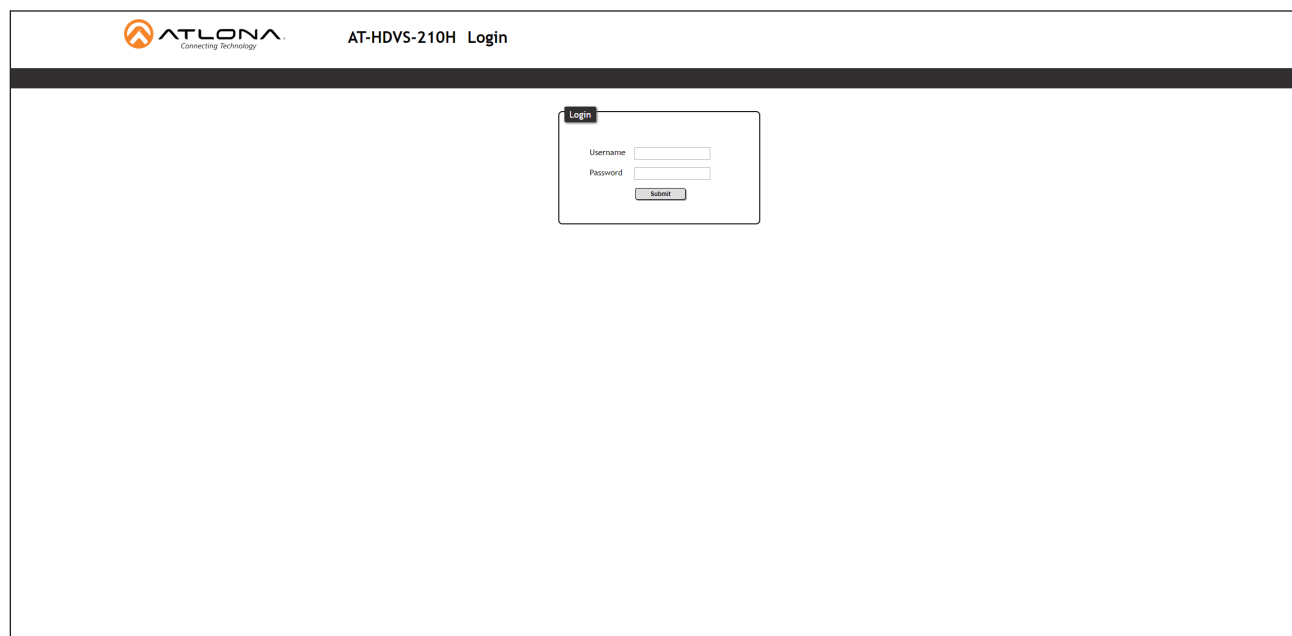 ATLONA.
Connecting Technology
AT-HDVS-210H Login
Login
Username
Password
Submit